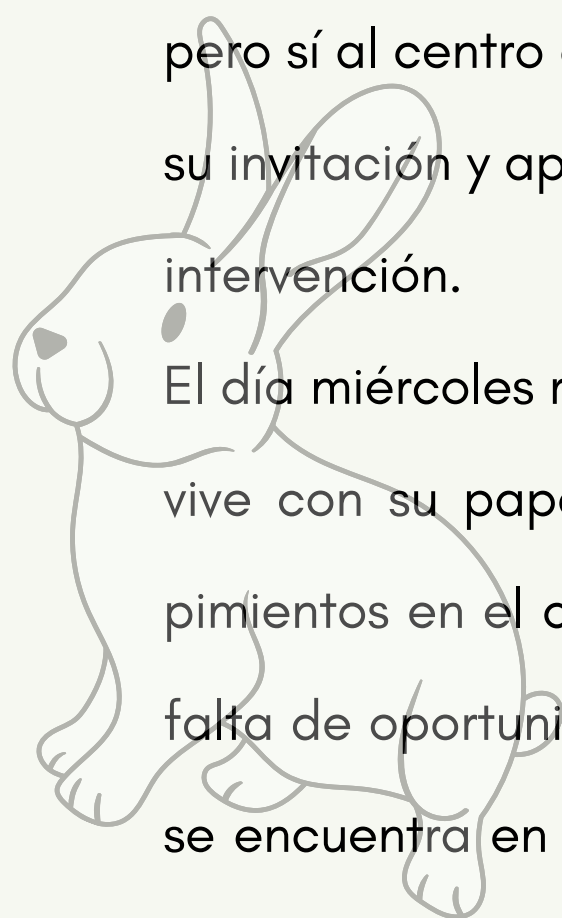 pero sí al centro
su invitación y ap
intervención.
El día miércoles
vive con su pap
pimientos en el
falta de oportuni
se encuentra en